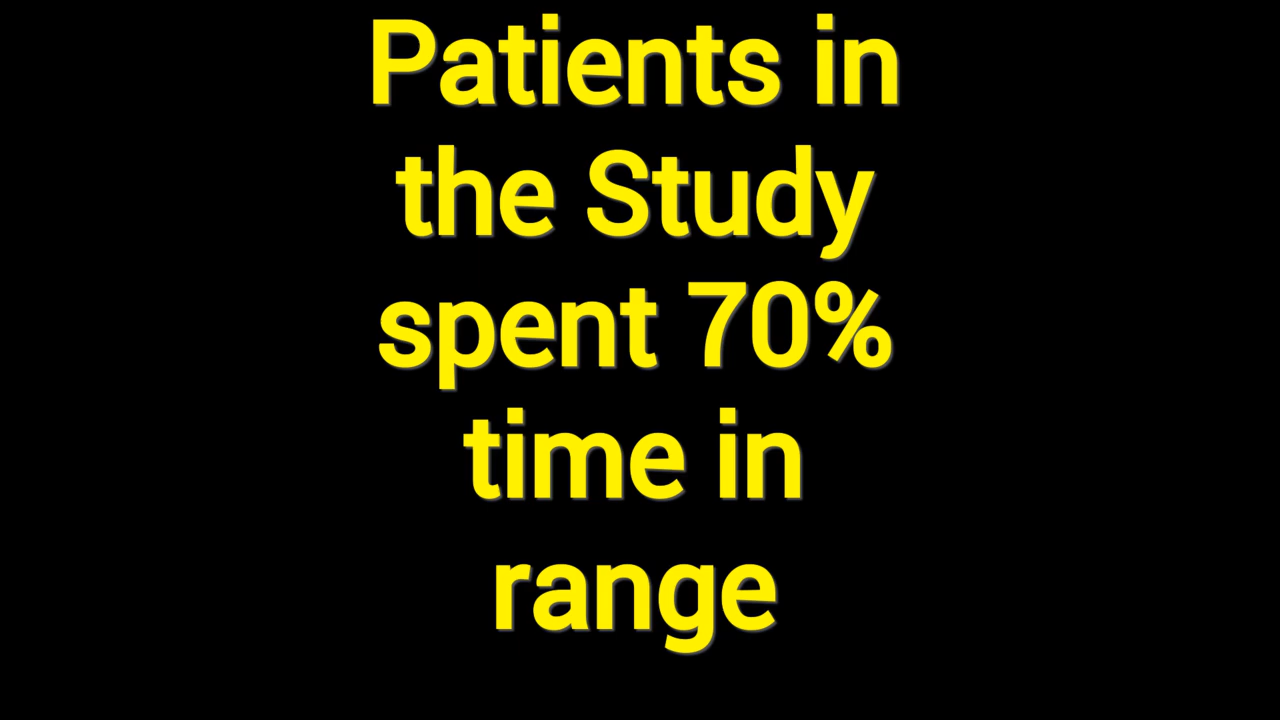 Patients in
the Study
spent 70%
time in
range